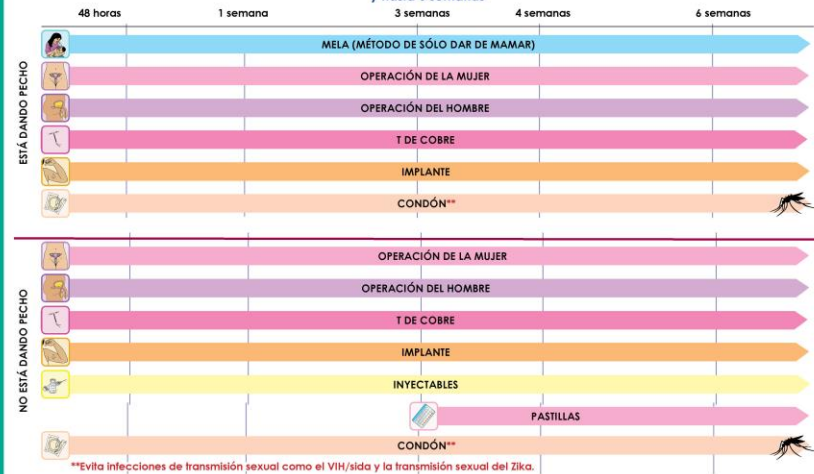 48 horas 1 semana 3 semanas 4 semanas 6 semanas
ESTÁ DANDO PECHO
MELA (MÉTODO DE SÓLO DAR DE MAMAR)
OPERACIÓN DE LA MUJER
OPERACIÓN DEL HOMBRE
T DE COBRE
IMPLANTE
CONDÓN**
NO ESTÁ DANDO PECHO
OPERACIÓN DE LA MUJER
OPERACIÓN DEL HOMBRE
T DE COBRE
IMPLANTE
INYECTABLES
PASTILLAS
CONDÓN**
**Evita infecciones de transmisión sexual como el VIH/sida y la transmisión sexual del Zika.